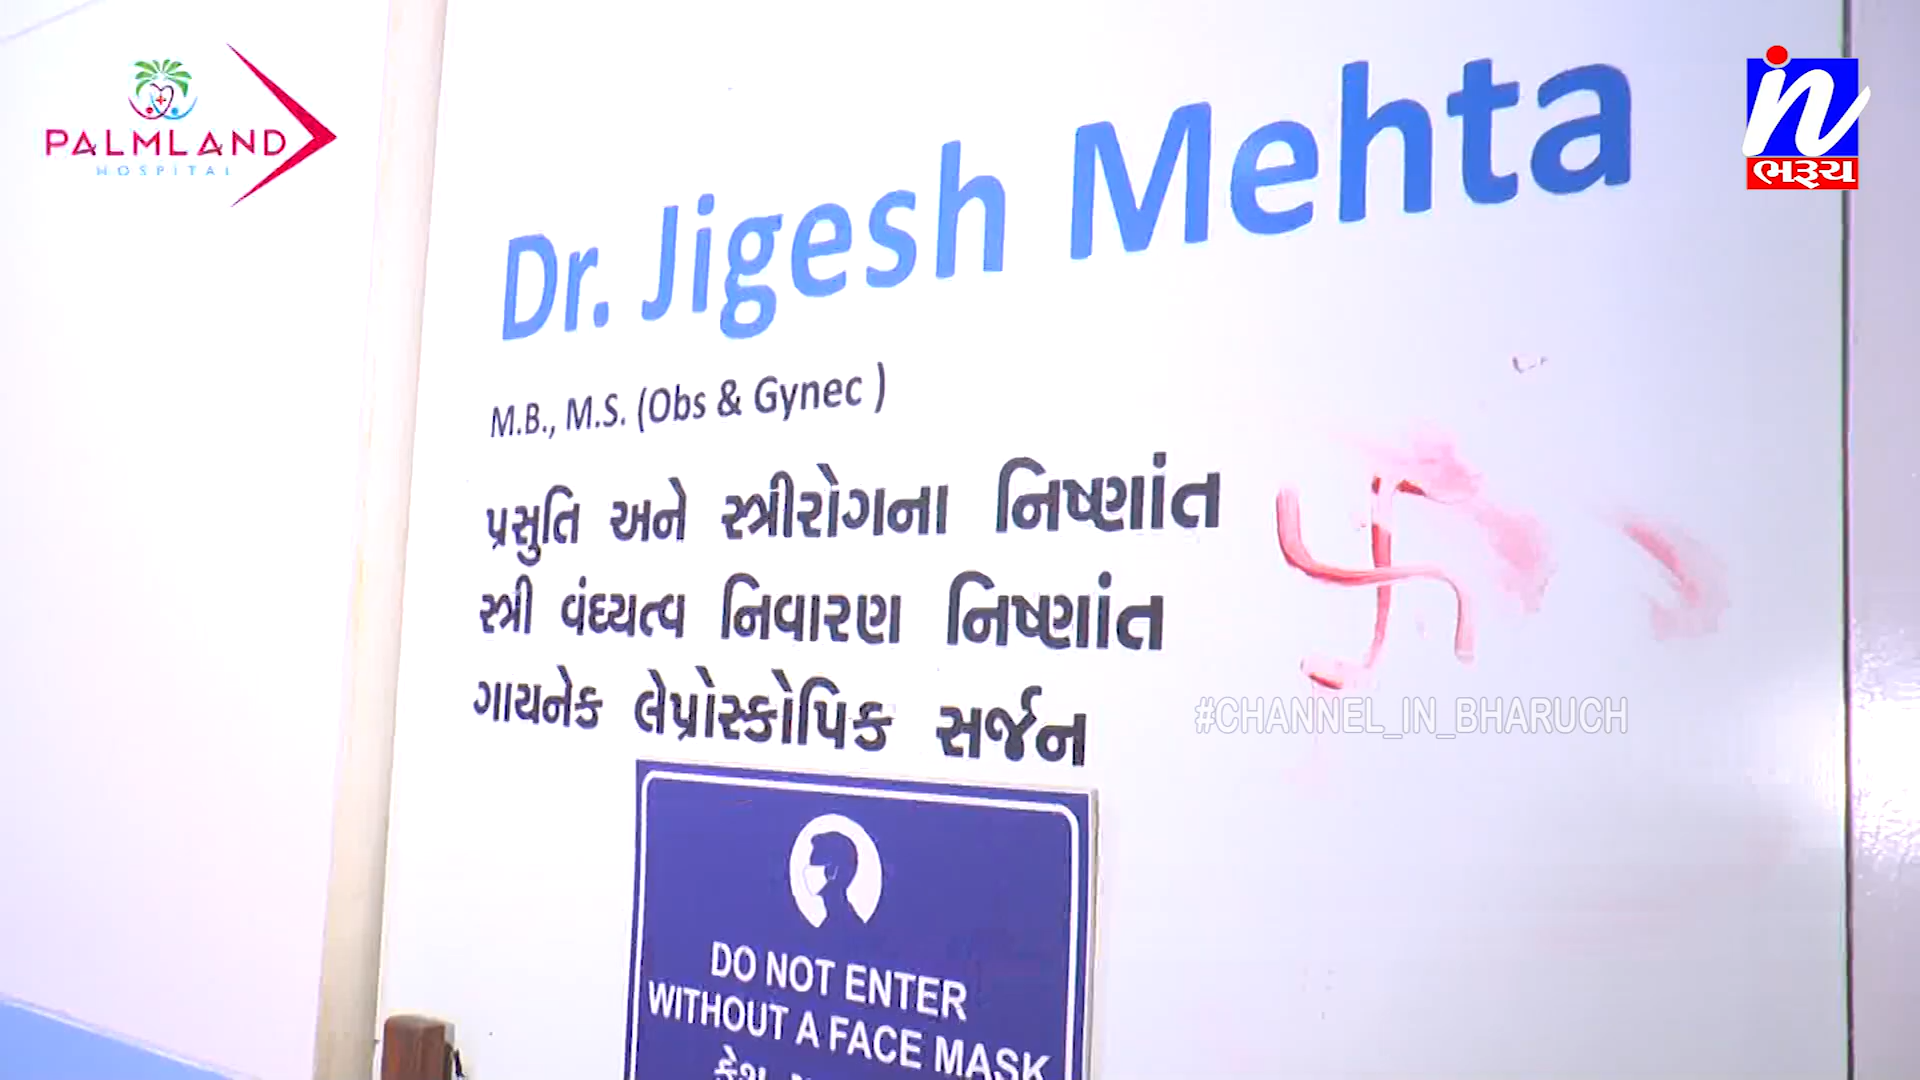 PALMLAND
HOSPITAL
in
ભરૂચ
Dr. Jigesh Mehta
M.B., M.S. (Obs & Gynec )
પ્રસુતિ અને સ્ત્રીરોગના નિષ્ણાંત
સ્ત્રી વંધ્યત્વ નિવારણ નિષ્ણાંત
ગાયનેક લેપ્રોસ્કોપિક સર્જન
#CHANNEL_IN_BHARUCH
DO NOT ENTER
WITHOUT A FACE MASK